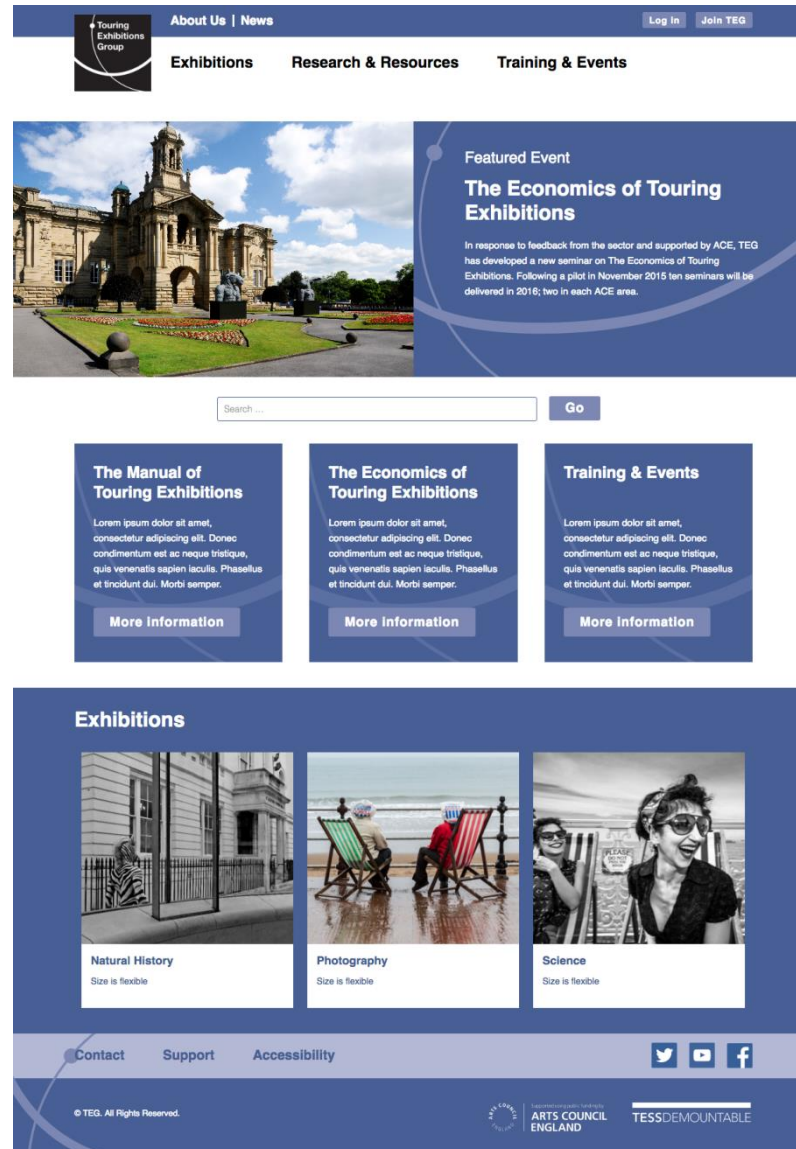 Touring
Exhibitions
Group
About Us | News
Log In
Join TEG
Exhibitions
Research & Resources
Training & Events
Featured Event
The Economics of Touring
Exhibitions
In response to feedback from the sector and supported by ACE, TEG
has developed a new seminar on The Economics of Touring
Exhibitions. Following a pilot in November 2015 ten seminars will be
delivered in 2016; two in each ACE area.
Search ...
Go
The Manual of
Touring Exhibitions
Lorem ipsum dolor sit amet,
consectetur adipiscing elit. Donec
condimentum est ac neque tristique,
quis venenatis sapien iaculis. Phasellus
et tincidunt dui. Morbi semper.
More information
The Economics of
Touring Exhibitions
Lorem ipsum dolor sit amet,
consectetur adipiscing elit. Donec
condimentum est ac neque tristique,
quis venenatis sapien iaculis. Phasellus
et tincidunt dui. Morbi semper.
More information
Training & Events
Lorem ipsum dolor sit amet,
consectetur adipiscing elit. Donec
condimentum est ac neque tristique,
quis venenatis sapien iaculis. Phasellus
et tincidunt dui. Morbi semper.
More information
Exhibitions
PLEASE
DO NOT
Natural History
Size is flexible
Photography
Size is flexible
Science
Size is flexible
Contact
Support
Accessibility
© TEG. All Rights Reserved.
ARTS COUNCIL
ENGLAND
TESSDEMOUNTABLE